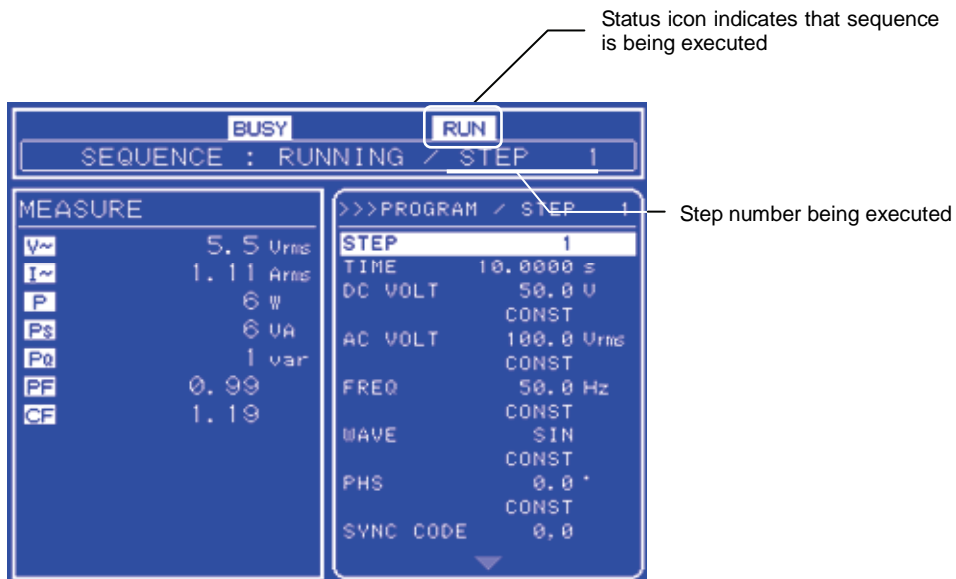 Status icon indicates that sequence
is being executed
BUSY RUN
SEQUENCE : RUNNING / STEP 1
Step number being executed
MEASURE
V~ 5.5 Vrms
I~ 1.11 Arms
P 6 W
Ps 6 VA
PQ 1 var
PF 0.99
CF 1.19
>>>PROGRAM / STEP 1
STEP 1
TIME 10.0000 s
DC VOLT 50.0 V
CONST
AC VOLT 100.0 Vrms
CONST
FREQ 50.0 Hz
CONST
WAVE SIN
CONST
PHS 0.0 °
CONST
SYNC CODE 0,0